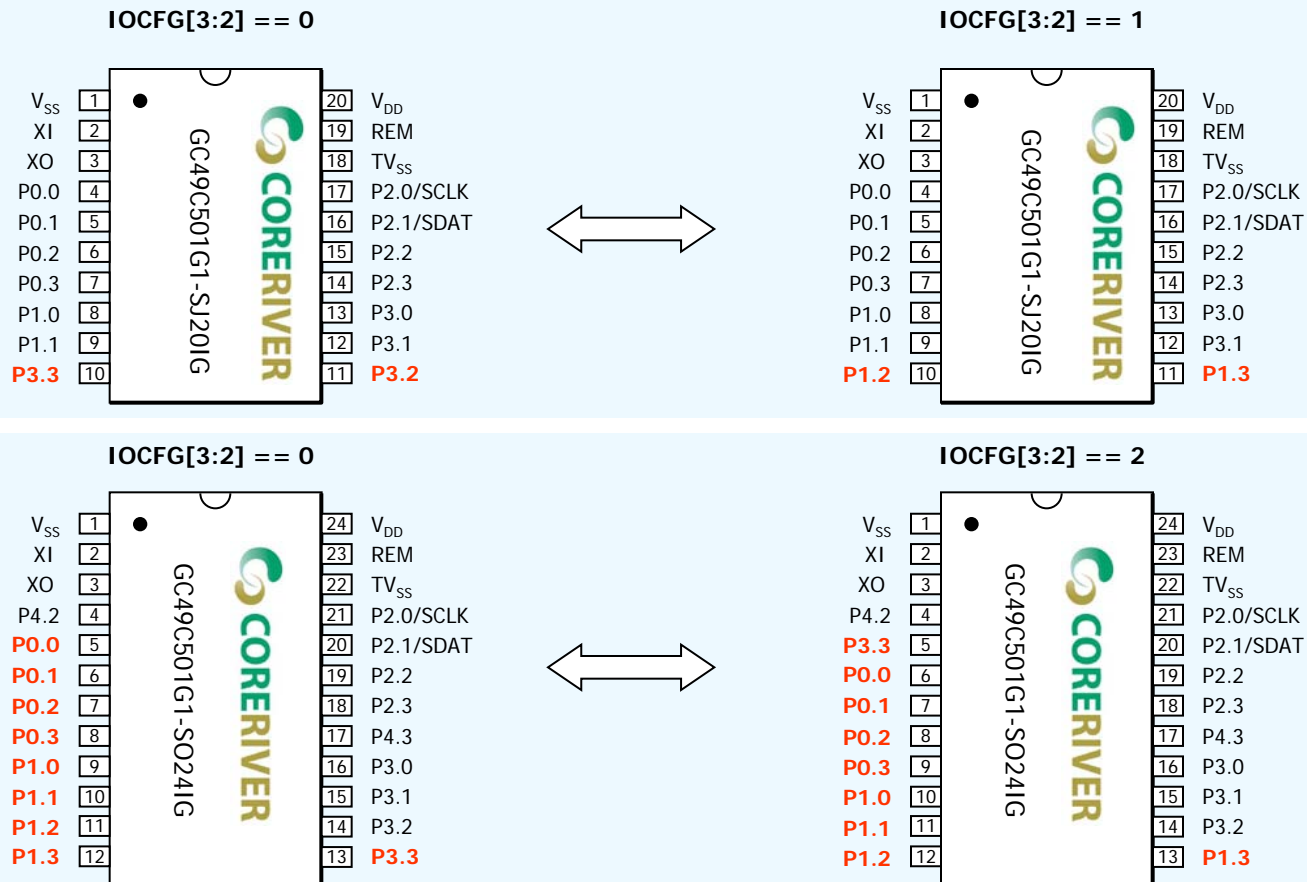 IOCFG[3:2] == 0
VSS 1 20 VDD
XI 2 19 REM
XO 3 18 TVSS
P0.0 4 17 P2.0/SCLK
P0.1 5 16 P2.1/SDAT
P0.2 6 15 P2.2
P0.3 7 14 P2.3
P1.0 8 13 P3.0
P1.1 9 12 P3.1
P3.3 10 11 P3.2
GC49C501G1-SJ20IG
CORERIVER
IOCFG[3:2] == 1
VSS 1 20 VDD
XI 2 19 REM
XO 3 18 TVSS
P0.0 4 17 P2.0/SCLK
P0.1 5 16 P2.1/SDAT
P0.2 6 15 P2.2
P0.3 7 14 P2.3
P1.0 8 13 P3.0
P1.1 9 12 P3.1
P1.2 10 11 P1.3
GC49C501G1-SJ20IG
CORERIVER
IOCFG[3:2] == 0
VSS 1 24 VDD
XI 2 23 REM
XO 3 22 TVSS
P4.2 4 21 P2.0/SCLK
P0.0 5 20 P2.1/SDAT
P0.1 6 19 P2.2
P0.2 7 18 P2.3
P0.3 8 17 P4.3
P1.0 9 16 P3.0
P1.1 10 15 P3.1
P1.2 11 14 P3.2
P1.3 12 13 P3.3
GC49C501G1-SO24IG
CORERIVER
IOCFG[3:2] == 2
VSS 1 24 VDD
XI 2 23 REM
XO 3 22 TVSS
P4.2 4 21 P2.0/SCLK
P3.3 5 20 P2.1/SDAT
P0.0 6 19 P2.2
P0.1 7 18 P2.3
P0.2 8 17 P4.3
P0.3 9 16 P3.0
P1.0 10 15 P3.1
P1.1 11 14 P3.2
P1.2 12 13 P1.3
GC49C501G1-SO24IG
CORERIVER